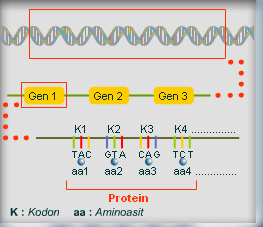 Gen 1 Gen 2 Gen 3
K1 K2 K3 K4 ...............
TAC GTA CAG TCT
aa1 aa2 aa3 aa4 ...............
Protein
K : Kodon aa : Aminoasit